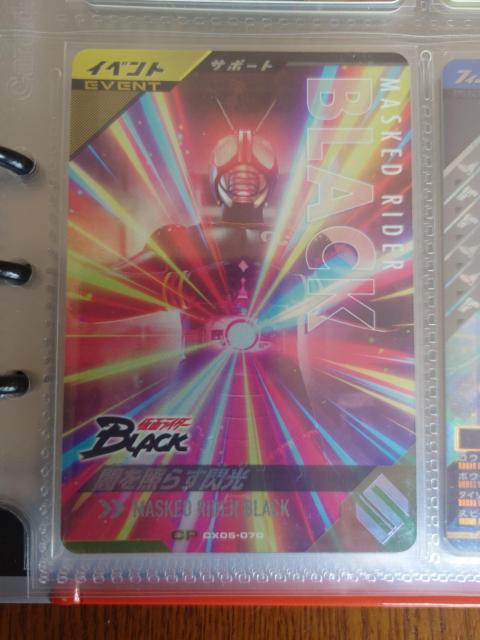 イベント
EVENT
サポート
MASKED RIDER
BLACK
仮面ライダー
BLACK
闇を照らす閃光
MASKED RIDER BLACK
CP CX05-070